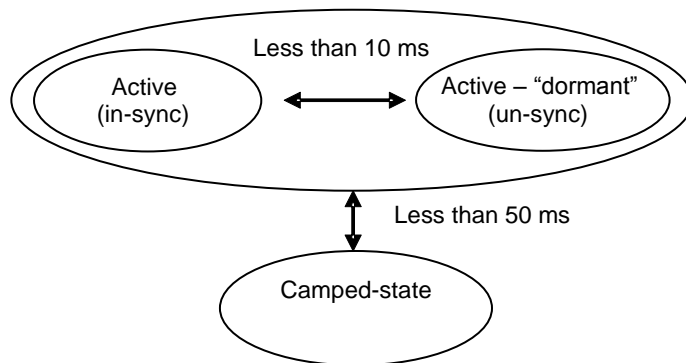 Less than 10 ms
Active
(in-sync)
Active – “dormant”
(un-sync)
Less than 50 ms
Camped-state